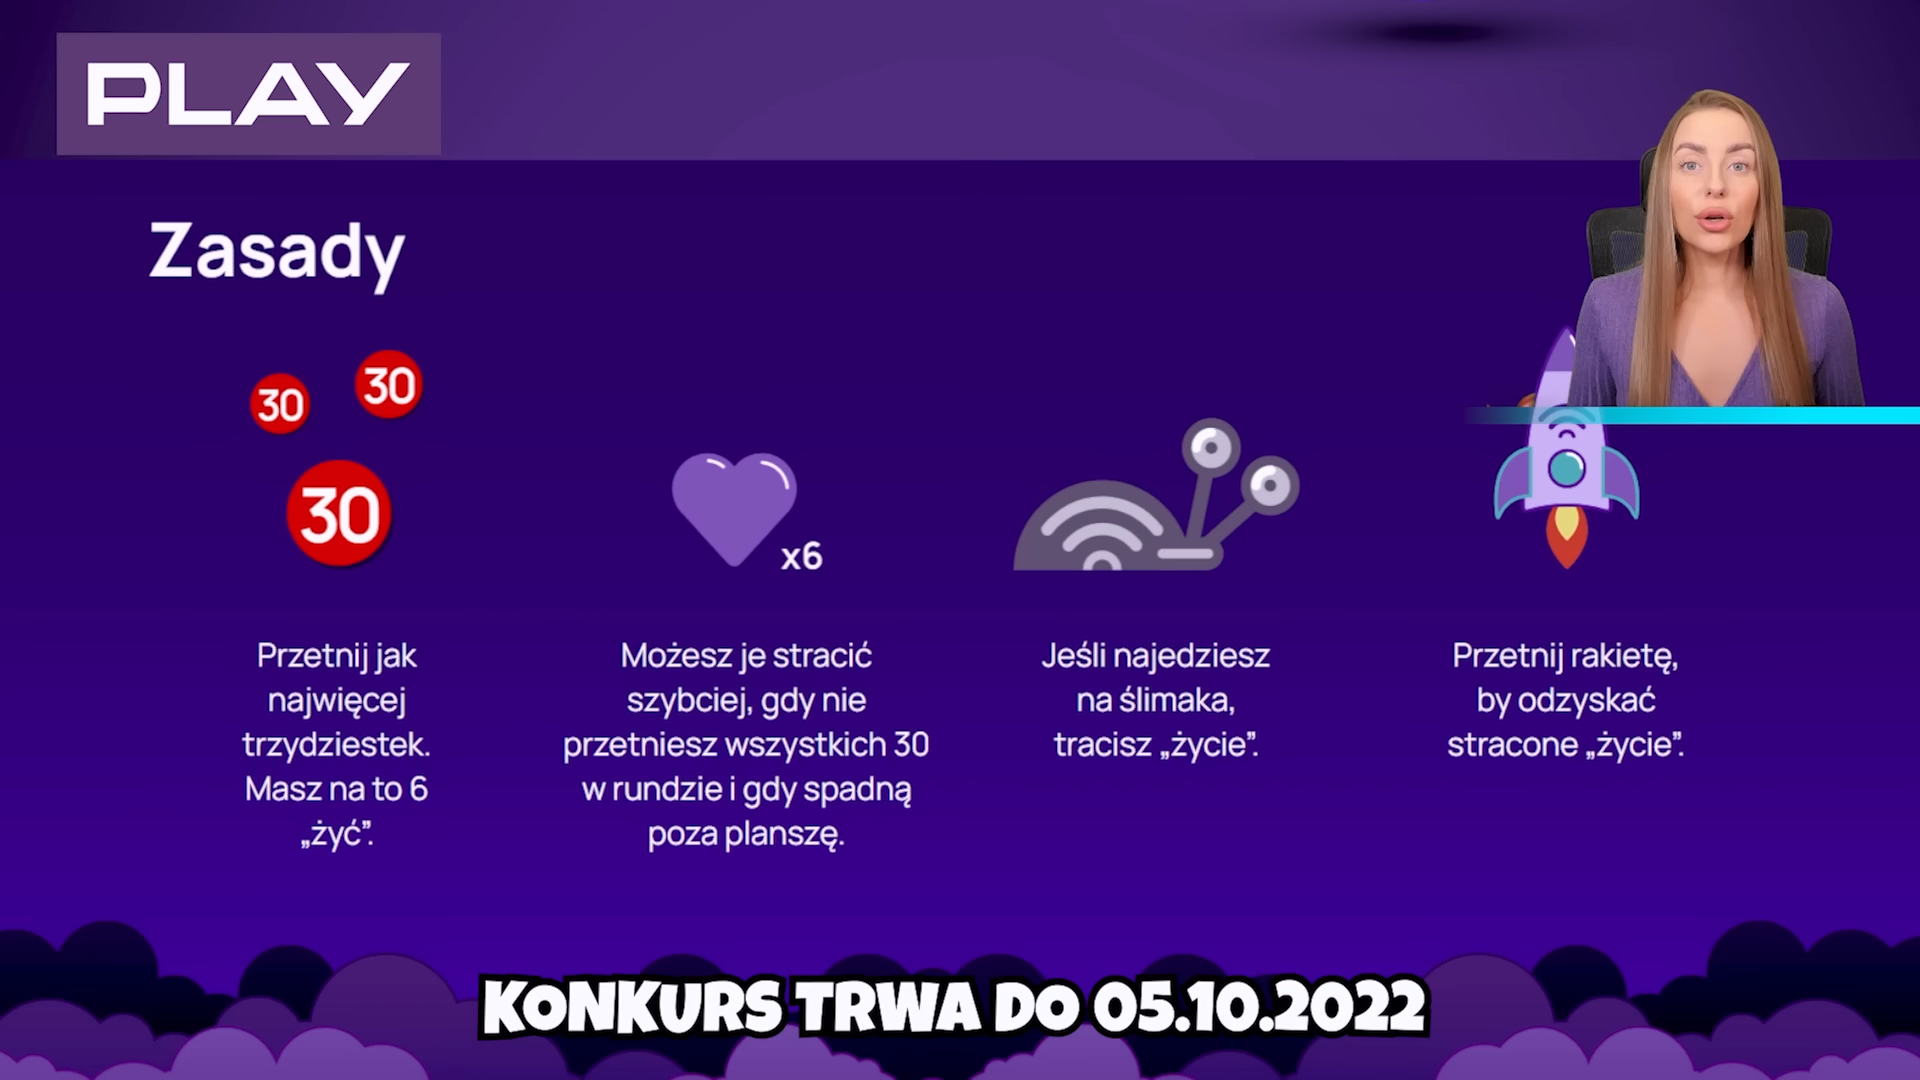 PLAY
Zasady
30
30
30
x6
Przetnij jak
najwięcej
trzydziestek.
Masz na to 6
„żyć”.
Możesz je stracić
szybciej, gdy nie
przetniesz wszystkich 30
w rundzie i gdy spadną
poza planszę.
Jeśli najedziesz
na ślimaka,
tracisz „życie”.
Przetnij rakietę,
by odzyskać
stracone „życie”.
KONKURS TRWA DO 05.10.2022